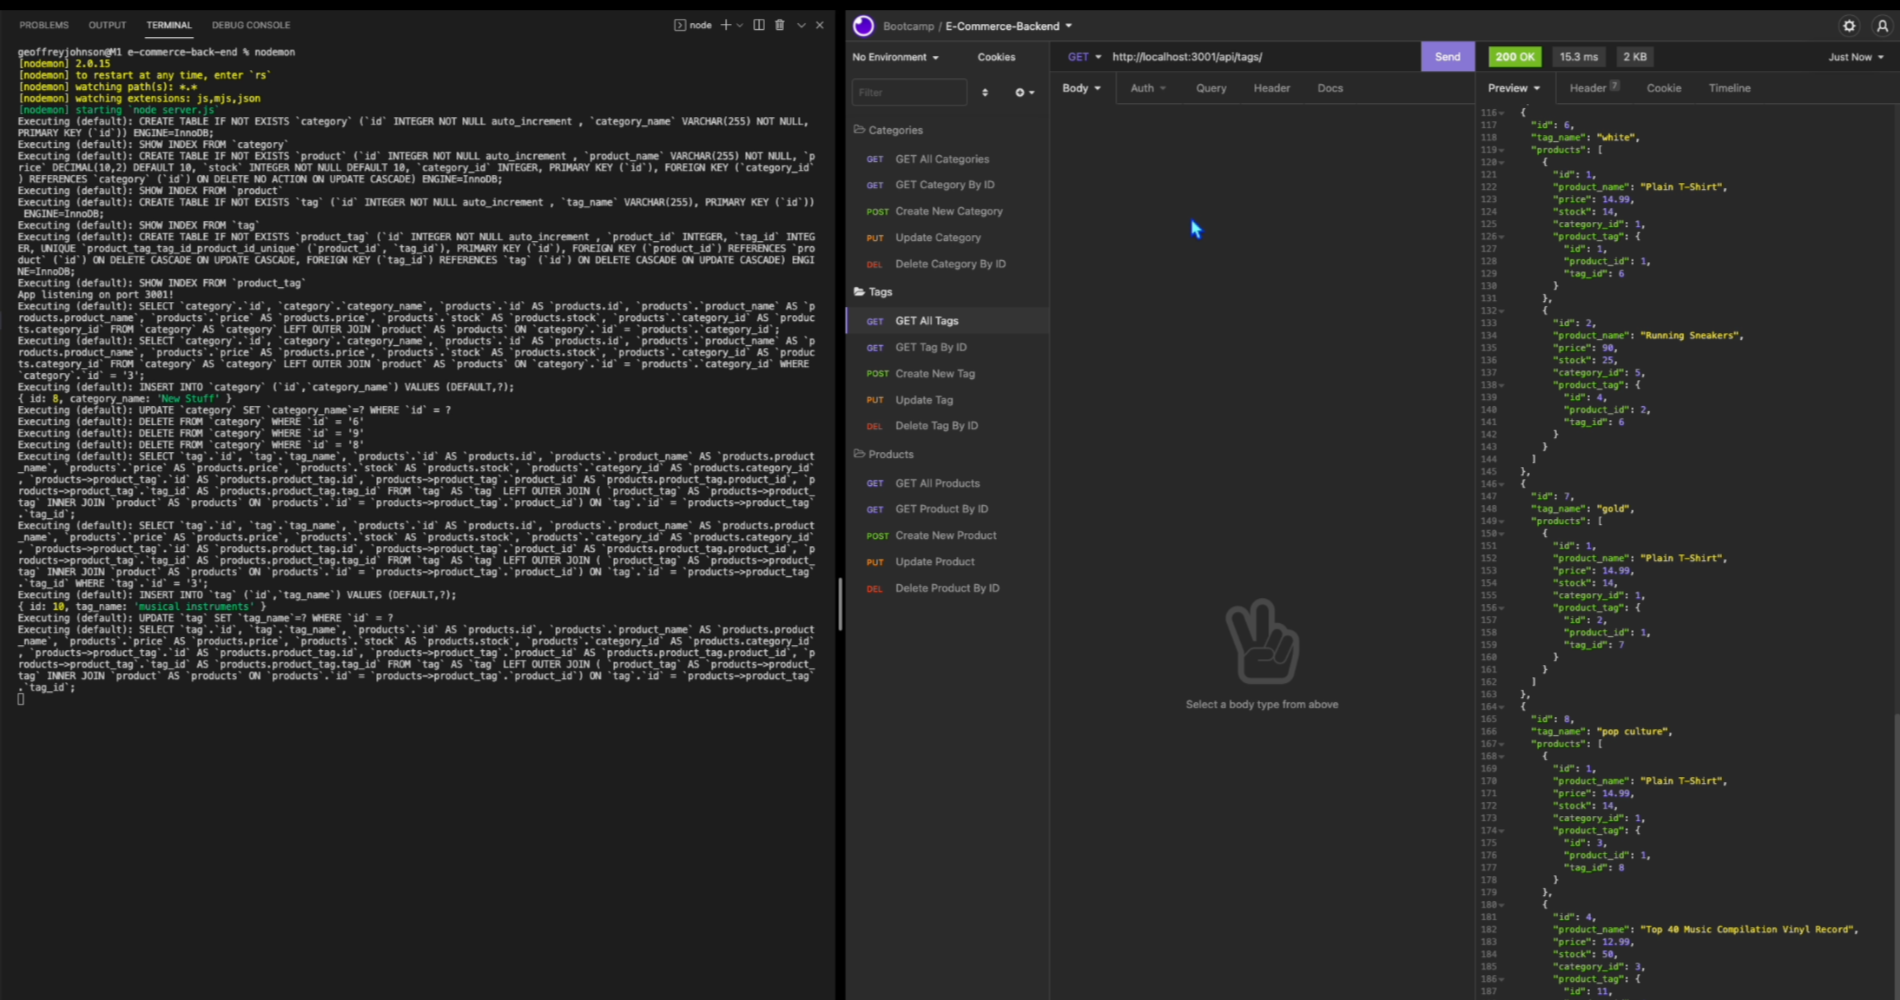 PROBLEMS OUTPUT TERMINAL DEBUG CONSOLE
node
geoffreyjohnson@M1 e-commerce-back-end % nodemon
[nodemon] 2.0.15
[nodemon] to restart at any time, enter `rs`
[nodemon] watching path(s): *.*
[nodemon] watching extensions: js,mjs,json
[nodemon] starting `node server.js`
Executing (default): CREATE TABLE IF NOT EXISTS `category` (`id` INTEGER NOT NULL auto_increment , `category_name` VARCHAR(255) NOT NULL,
PRIMARY KEY (`id`)) ENGINE=InnoDB;
Executing (default): SHOW INDEX FROM `category`
Executing (default): CREATE TABLE IF NOT EXISTS `product` (`id` INTEGER NOT NULL auto_increment , `product_name` VARCHAR(255) NOT NULL, `p
rice` DECIMAL(10,2) DEFAULT 10, `stock` INTEGER NOT NULL DEFAULT 10, `category_id` INTEGER, PRIMARY KEY (`id`), FOREIGN KEY (`category_id`
) REFERENCES `category` (`id`) ON DELETE NO ACTION ON UPDATE CASCADE) ENGINE=InnoDB;
Executing (default): SHOW INDEX FROM `product`
Executing (default): CREATE TABLE IF NOT EXISTS `tag` (`id` INTEGER NOT NULL auto_increment , `tag_name` VARCHAR(255), PRIMARY KEY (`id`))
ENGINE=InnoDB;
Executing (default): SHOW INDEX FROM `tag`
Executing (default): CREATE TABLE IF NOT EXISTS `product_tag` (`id` INTEGER NOT NULL auto_increment , `product_id` INTEGER, `tag_id` INTEG
ER, UNIQUE `product_tag_tag_id_product_id_unique` (`product_id`, `tag_id`), PRIMARY KEY (`id`), FOREIGN KEY (`product_id`) REFERENCES `pro
duct` (`id`) ON DELETE CASCADE ON UPDATE CASCADE, FOREIGN KEY (`tag_id`) REFERENCES `tag` (`id`) ON DELETE CASCADE ON UPDATE CASCADE) ENGI
NE=InnoDB;
Executing (default): SHOW INDEX FROM `product_tag`
App listening on port 3001!
Executing (default): SELECT `category`.`id`, `category`.`category_name`, `products`.`id` AS `products.id`, `products`.`product_name` AS `p
roducts.product_name`, `products`.`price` AS `products.price`, `products`.`stock` AS `products.stock`, `products`.`category_id` AS `produc
ts.category_id` FROM `category` AS `category` LEFT OUTER JOIN `product` AS `products` ON `category`.`id` = `products`.`category_id`;
Executing (default): SELECT `category`.`id`, `category`.`category_name`, `products`.`id` AS `products.id`, `products`.`product_name` AS `p
roducts.product_name`, `products`.`price` AS `products.price`, `products`.`stock` AS `products.stock`, `products`.`category_id` AS `produc
ts.category_id` FROM `category` AS `category` LEFT OUTER JOIN `product` AS `products` ON `category`.`id` = `products`.`category_id` WHERE
`category`.`id` = '3';
Executing (default): INSERT INTO `category` (`id`,`category_name`) VALUES (DEFAULT,?);
{ id: 8, category_name: 'New Stuff' }
Executing (default): UPDATE `category` SET `category_name`=? WHERE `id` = ?
Executing (default): DELETE FROM `category` WHERE `id` = '6'
Executing (default): DELETE FROM `category` WHERE `id` = '9'
Executing (default): DELETE FROM `category` WHERE `id` = '8'
Executing (default): SELECT `tag`.`id`, `tag`.`tag_name`, `products`.`id` AS `products.id`, `products`.`product_name` AS `products.product
_name`, `products`.`price` AS `products.price`, `products`.`stock` AS `products.stock`, `products`.`category_id` AS `products.category_id`
, `products->product_tag`.`id` AS `products.product_tag.id`, `products->product_tag`.`product_id` AS `products.product_tag.product_id`, `p
roducts->product_tag`.`tag_id` AS `products.product_tag.tag_id` FROM `tag` AS `tag` LEFT OUTER JOIN ( `product_tag` AS `products->product_
tag` INNER JOIN `product` AS `products` ON `products`.`id` = `products->product_tag`.`product_id`) ON `tag`.`id` = `products->product_tag`
.`tag_id`;
Executing (default): SELECT `tag`.`id`, `tag`.`tag_name`, `products`.`id` AS `products.id`, `products`.`product_name` AS `products.product
_name`, `products`.`price` AS `products.price`, `products`.`stock` AS `products.stock`, `products`.`category_id` AS `products.category_id`
, `products->product_tag`.`id` AS `products.product_tag.id`, `products->product_tag`.`product_id` AS `products.product_tag.product_id`, `p
roducts->product_tag`.`tag_id` AS `products.product_tag.tag_id` FROM `tag` AS `tag` LEFT OUTER JOIN ( `product_tag` AS `products->product_
tag` INNER JOIN `product` AS `products` ON `products`.`id` = `products->product_tag`.`product_id`) ON `tag`.`id` = `products->product_tag`
.`tag_id` WHERE `tag`.`id` = '3';
Executing (default): INSERT INTO `tag` (`id`,`tag_name`) VALUES (DEFAULT,?);
{ id: 10, tag_name: 'musical instruments' }
Executing (default): UPDATE `tag` SET `tag_name`=? WHERE `id` = ?
Executing (default): SELECT `tag`.`id`, `tag`.`tag_name`, `products`.`id` AS `products.id`, `products`.`product_name` AS `products.product
_name`, `products`.`price` AS `products.price`, `products`.`stock` AS `products.stock`, `products`.`category_id` AS `products.category_id`
, `products->product_tag`.`id` AS `products.product_tag.id`, `products->product_tag`.`product_id` AS `products.product_tag.product_id`, `p
roducts->product_tag`.`tag_id` AS `products.product_tag.tag_id` FROM `tag` AS `tag` LEFT OUTER JOIN ( `product_tag` AS `products->product_
tag` INNER JOIN `product` AS `products` ON `products`.`id` = `products->product_tag`.`product_id`) ON `tag`.`id` = `products->product_tag`
.`tag_id`;
Bootcamp / E-Commerce-Backend
No Environment Cookies
Filter
Categories
GET GET All Categories
GET GET Category By ID
POST Create New Category
PUT Update Category
DEL Delete Category By ID
Tags
GET GET All Tags
GET GET Tag By ID
POST Create New Tag
PUT Update Tag
DEL Delete Tag By ID
Products
GET GET All Products
GET GET Product By ID
POST Create New Product
PUT Update Product
DEL Delete Product By ID
GET http://localhost:3001/api/tags/ Send
Body Auth Query Header Docs
Select a body type from above
200 OK 15.3 ms 2 KB Just Now
Preview Header 7 Cookie Timeline
116 {
117 "id": 6,
118 "tag_name": "white",
119 "products": [
120 {
121 "id": 1,
122 "product_name": "Plain T-Shirt",
123 "price": 14.99,
124 "stock": 14,
125 "category_id": 1,
126 "product_tag": {
127 "id": 1,
128 "product_id": 1,
129 "tag_id": 6
130 }
131 },
132 {
133 "id": 2,
134 "product_name": "Running Sneakers",
135 "price": 90,
136 "stock": 25,
137 "category_id": 5,
138 "product_tag": {
139 "id": 4,
140 "product_id": 2,
141 "tag_id": 6
142 }
143 }
144 ]
145 },
146 {
147 "id": 7,
148 "tag_name": "gold",
149 "products": [
150 {
151 "id": 1,
152 "product_name": "Plain T-Shirt",
153 "price": 14.99,
154 "stock": 14,
155 "category_id": 1,
156 "product_tag": {
157 "id": 2,
158 "product_id": 1,
159 "tag_id": 7
160 }
161 }
162 ]
163 },
164 {
165 "id": 8,
166 "tag_name": "pop culture",
167 "products": [
168 {
169 "id": 1,
170 "product_name": "Plain T-Shirt",
171 "price": 14.99,
172 "stock": 14,
173 "category_id": 1,
174 "product_tag": {
175 "id": 3,
176 "product_id": 1,
177 "tag_id": 8
178 }
179 },
180 {
181 "id": 4,
182 "product_name": "Top 40 Music Compilation Vinyl Record",
183 "price": 12.99,
184 "stock": 50,
185 "category_id": 3,
186 "product_tag": {
187 "id": 11,